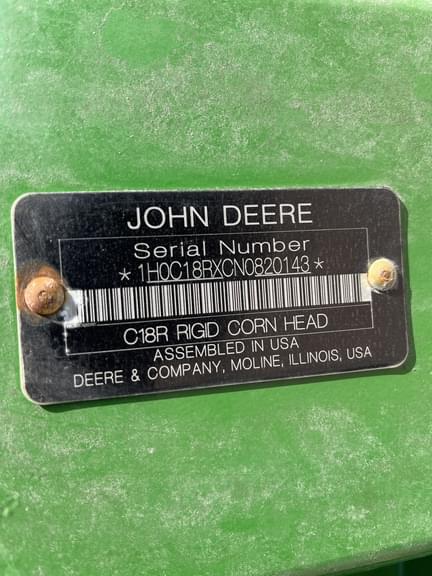 JOHN DEERE
Serial Number
*1H0C18RXCN0820143*
C18R RIGID CORN HEAD
ASSEMBLED IN USA
DEERE & COMPANY, MOLINE, ILLINOIS, USA